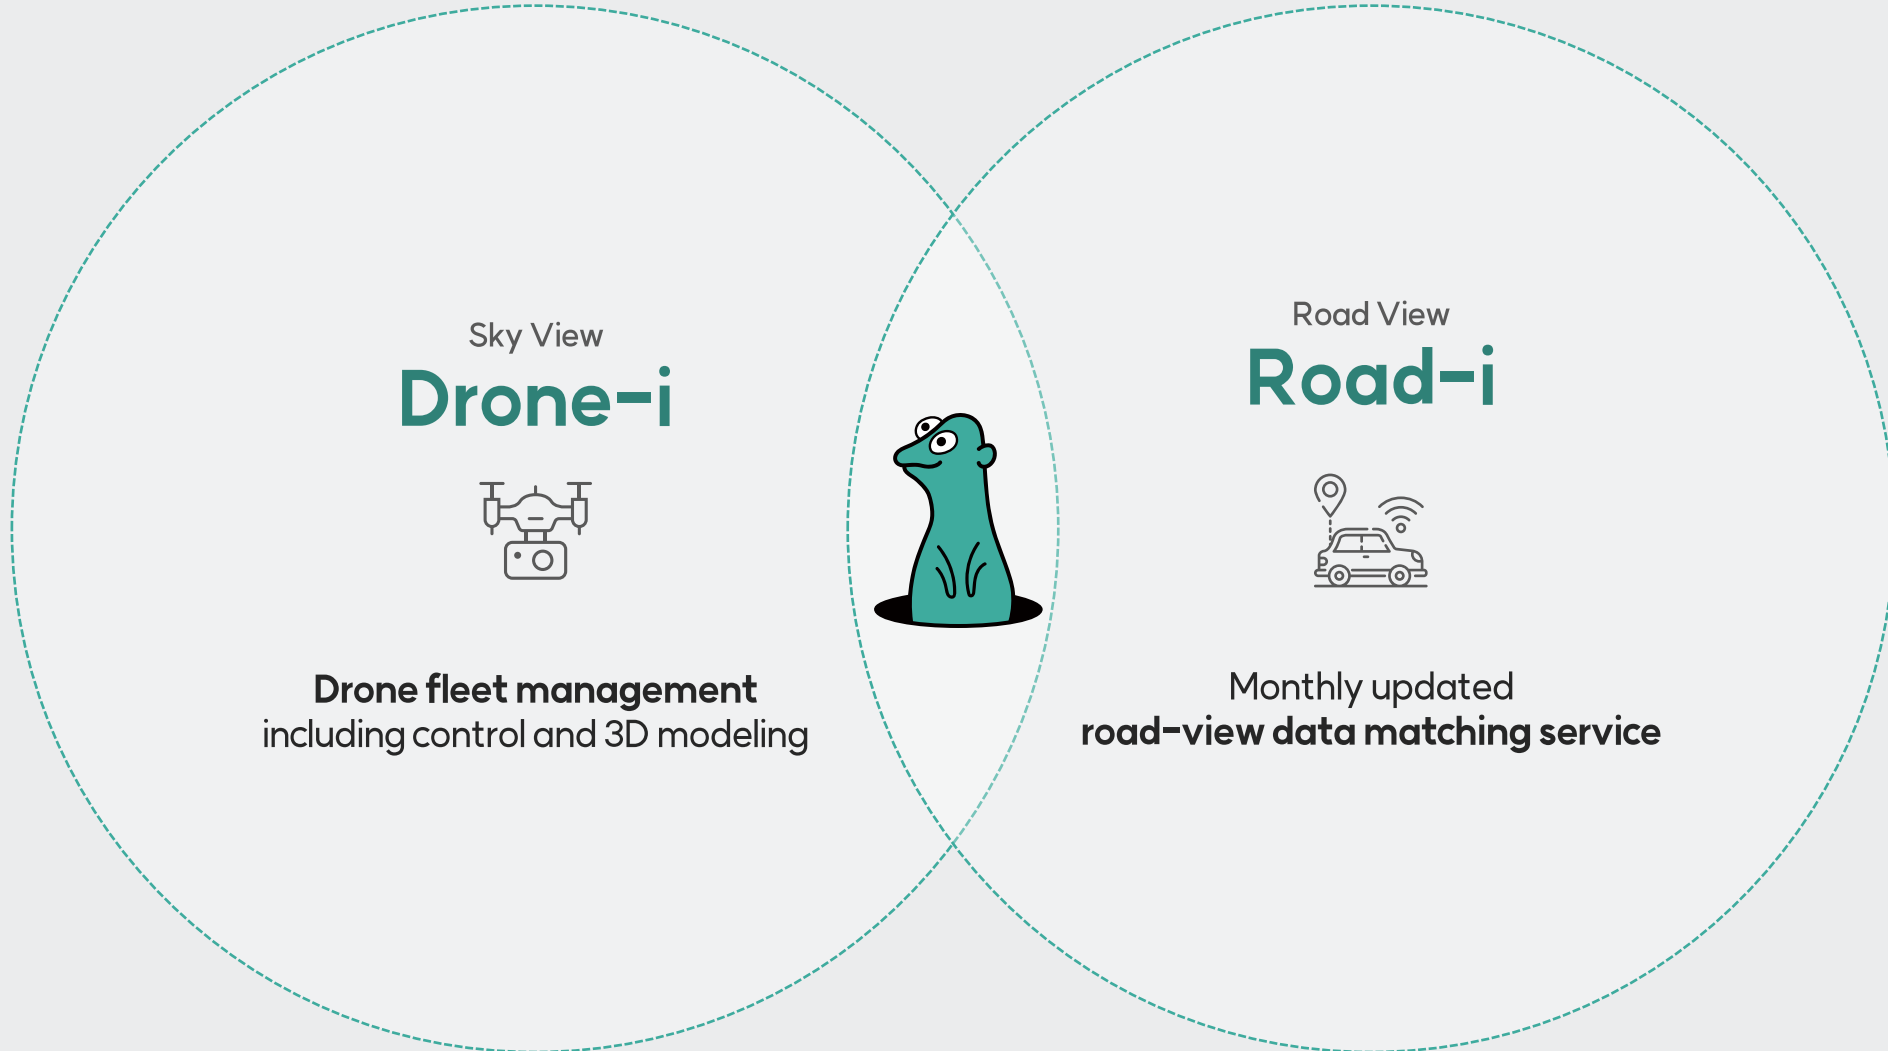 Sky View
Drone-i
Drone fleet management
including control and 3D modeling
Road View
Road-i
Monthly updated
road-view data matching service